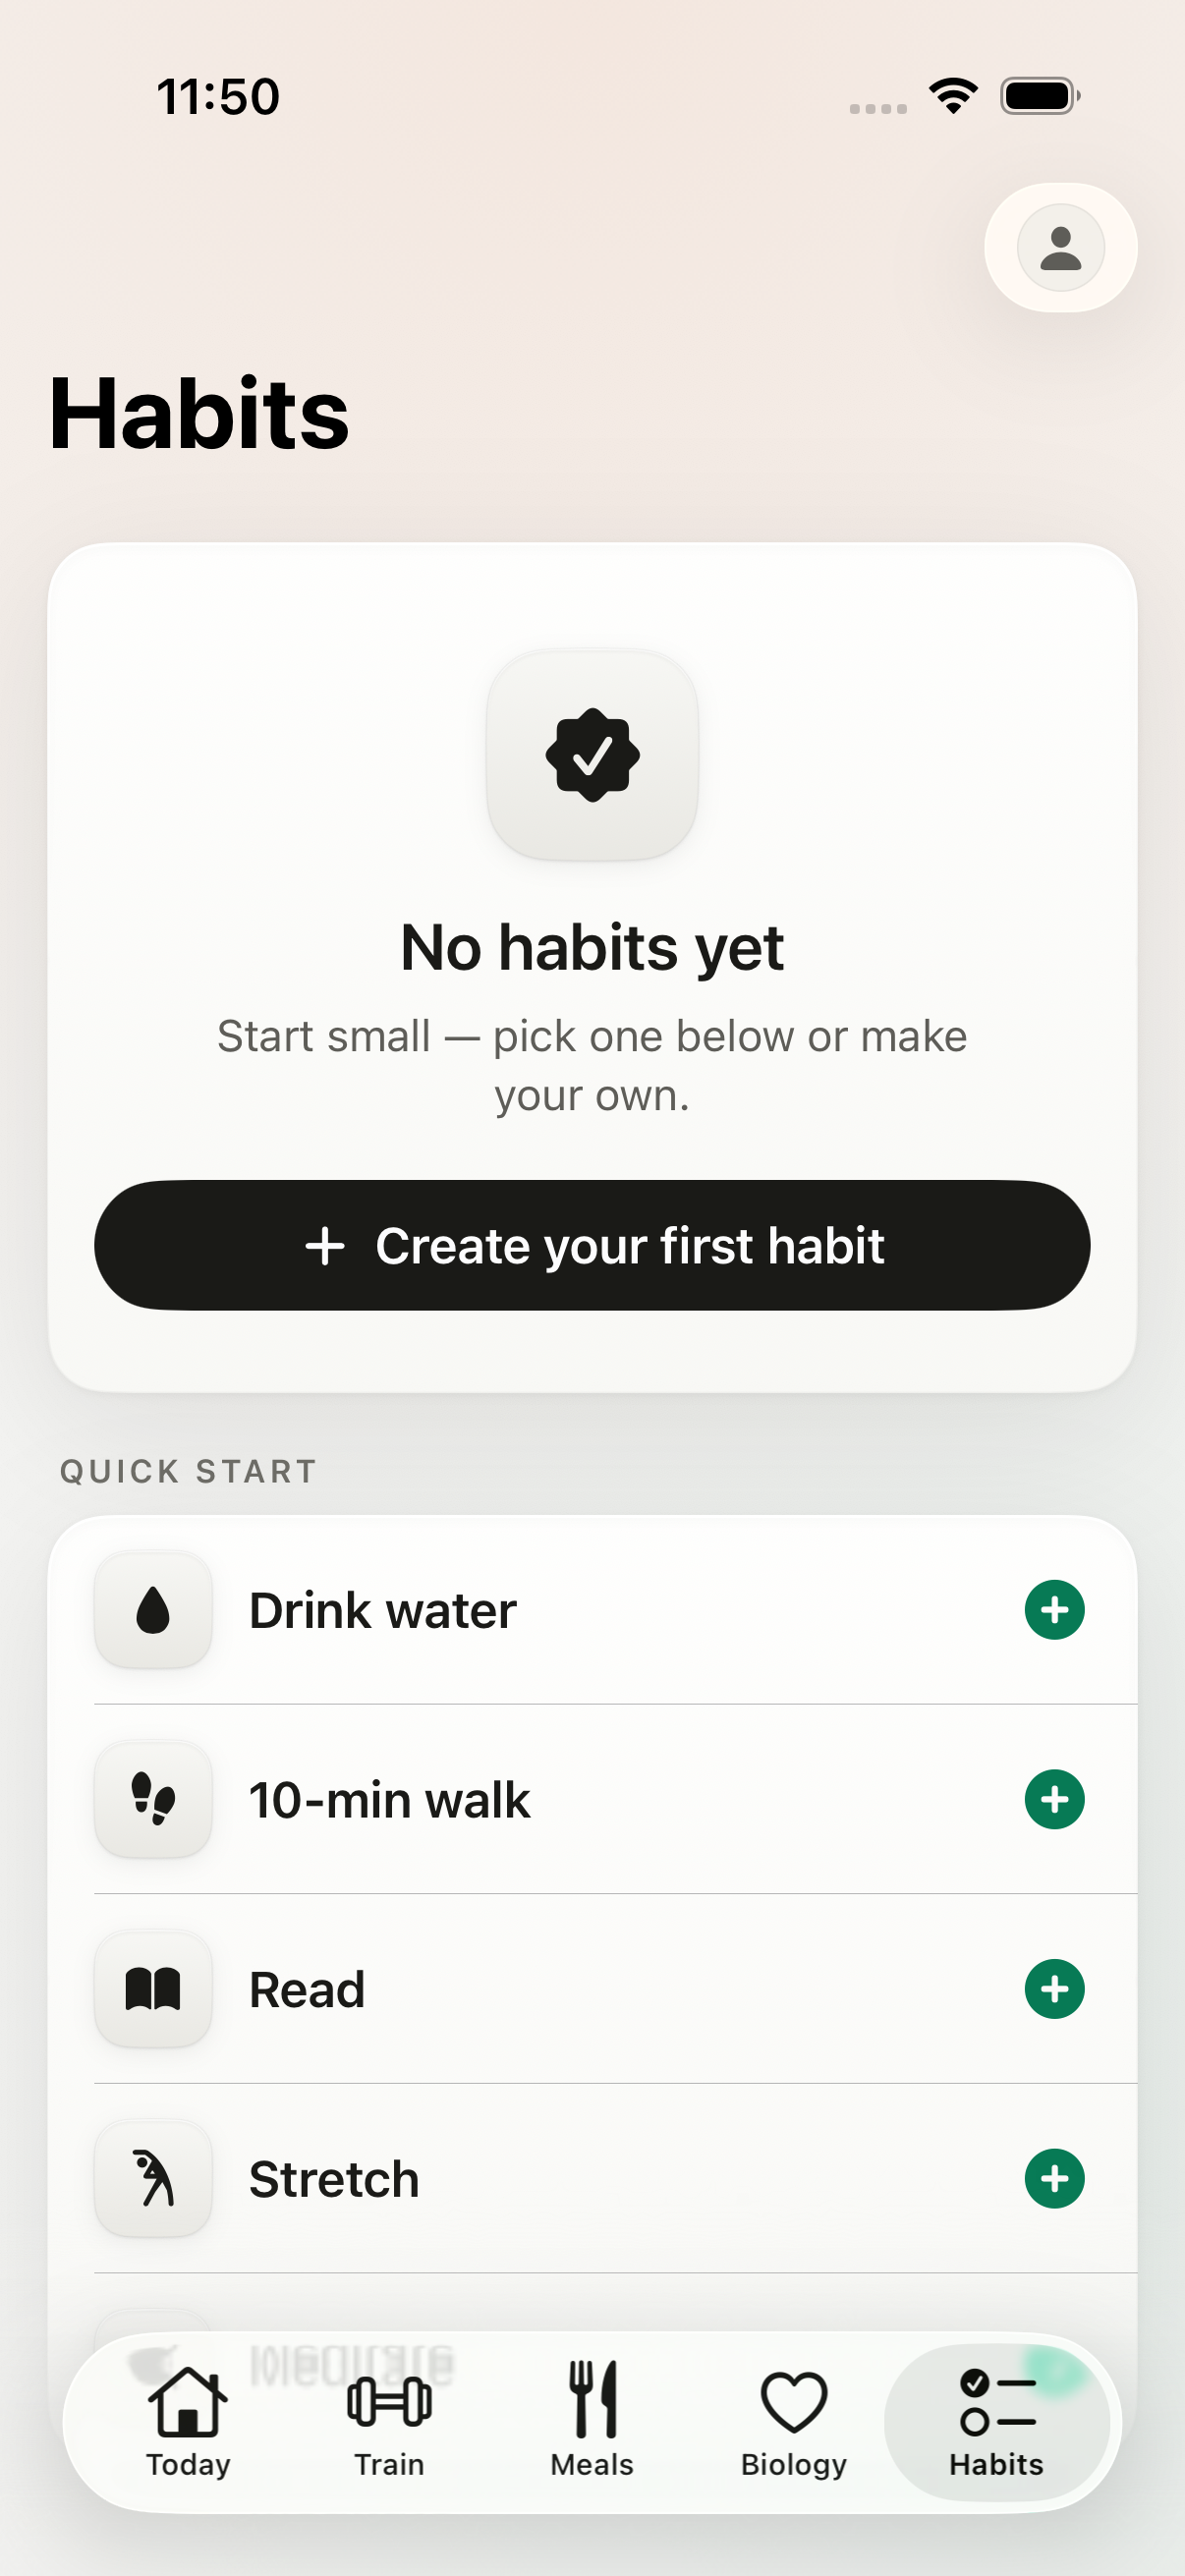 11:50
Habits
No habits yet
Start small — pick one below or make
your own.
Create your first habit
QUICK START
Drink water
10-min walk
Read
Stretch
Today
Train
Meals
Biology
Habits